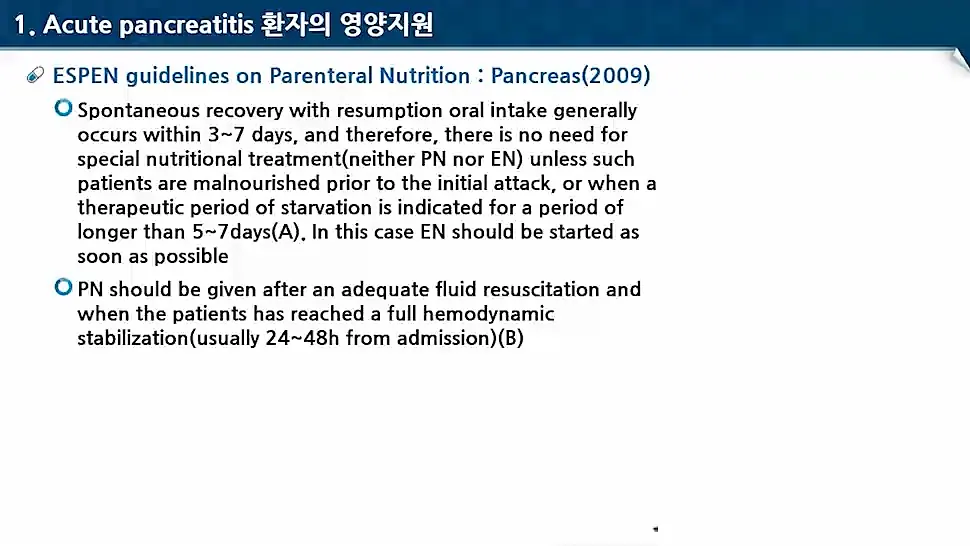 1. Acute pancreatitis 환자의 영양지원
ESPEN guidelines on Parenteral Nutrition : Pancreas(2009)
Spontaneous recovery with resumption oral intake generally
occurs within 3~7 days, and therefore, there is no need for
special nutritional treatment(neither PN nor EN) unless such
patients are malnourished prior to the initial attack, or when a
therapeutic period of starvation is indicated for a period of
longer than 5~7days(A). In this case EN should be started as
soon as possible
PN should be given after an adequate fluid resuscitation and
when the patients has reached a full hemodynamic
stabilization(usually 24~48h from admission)(B)